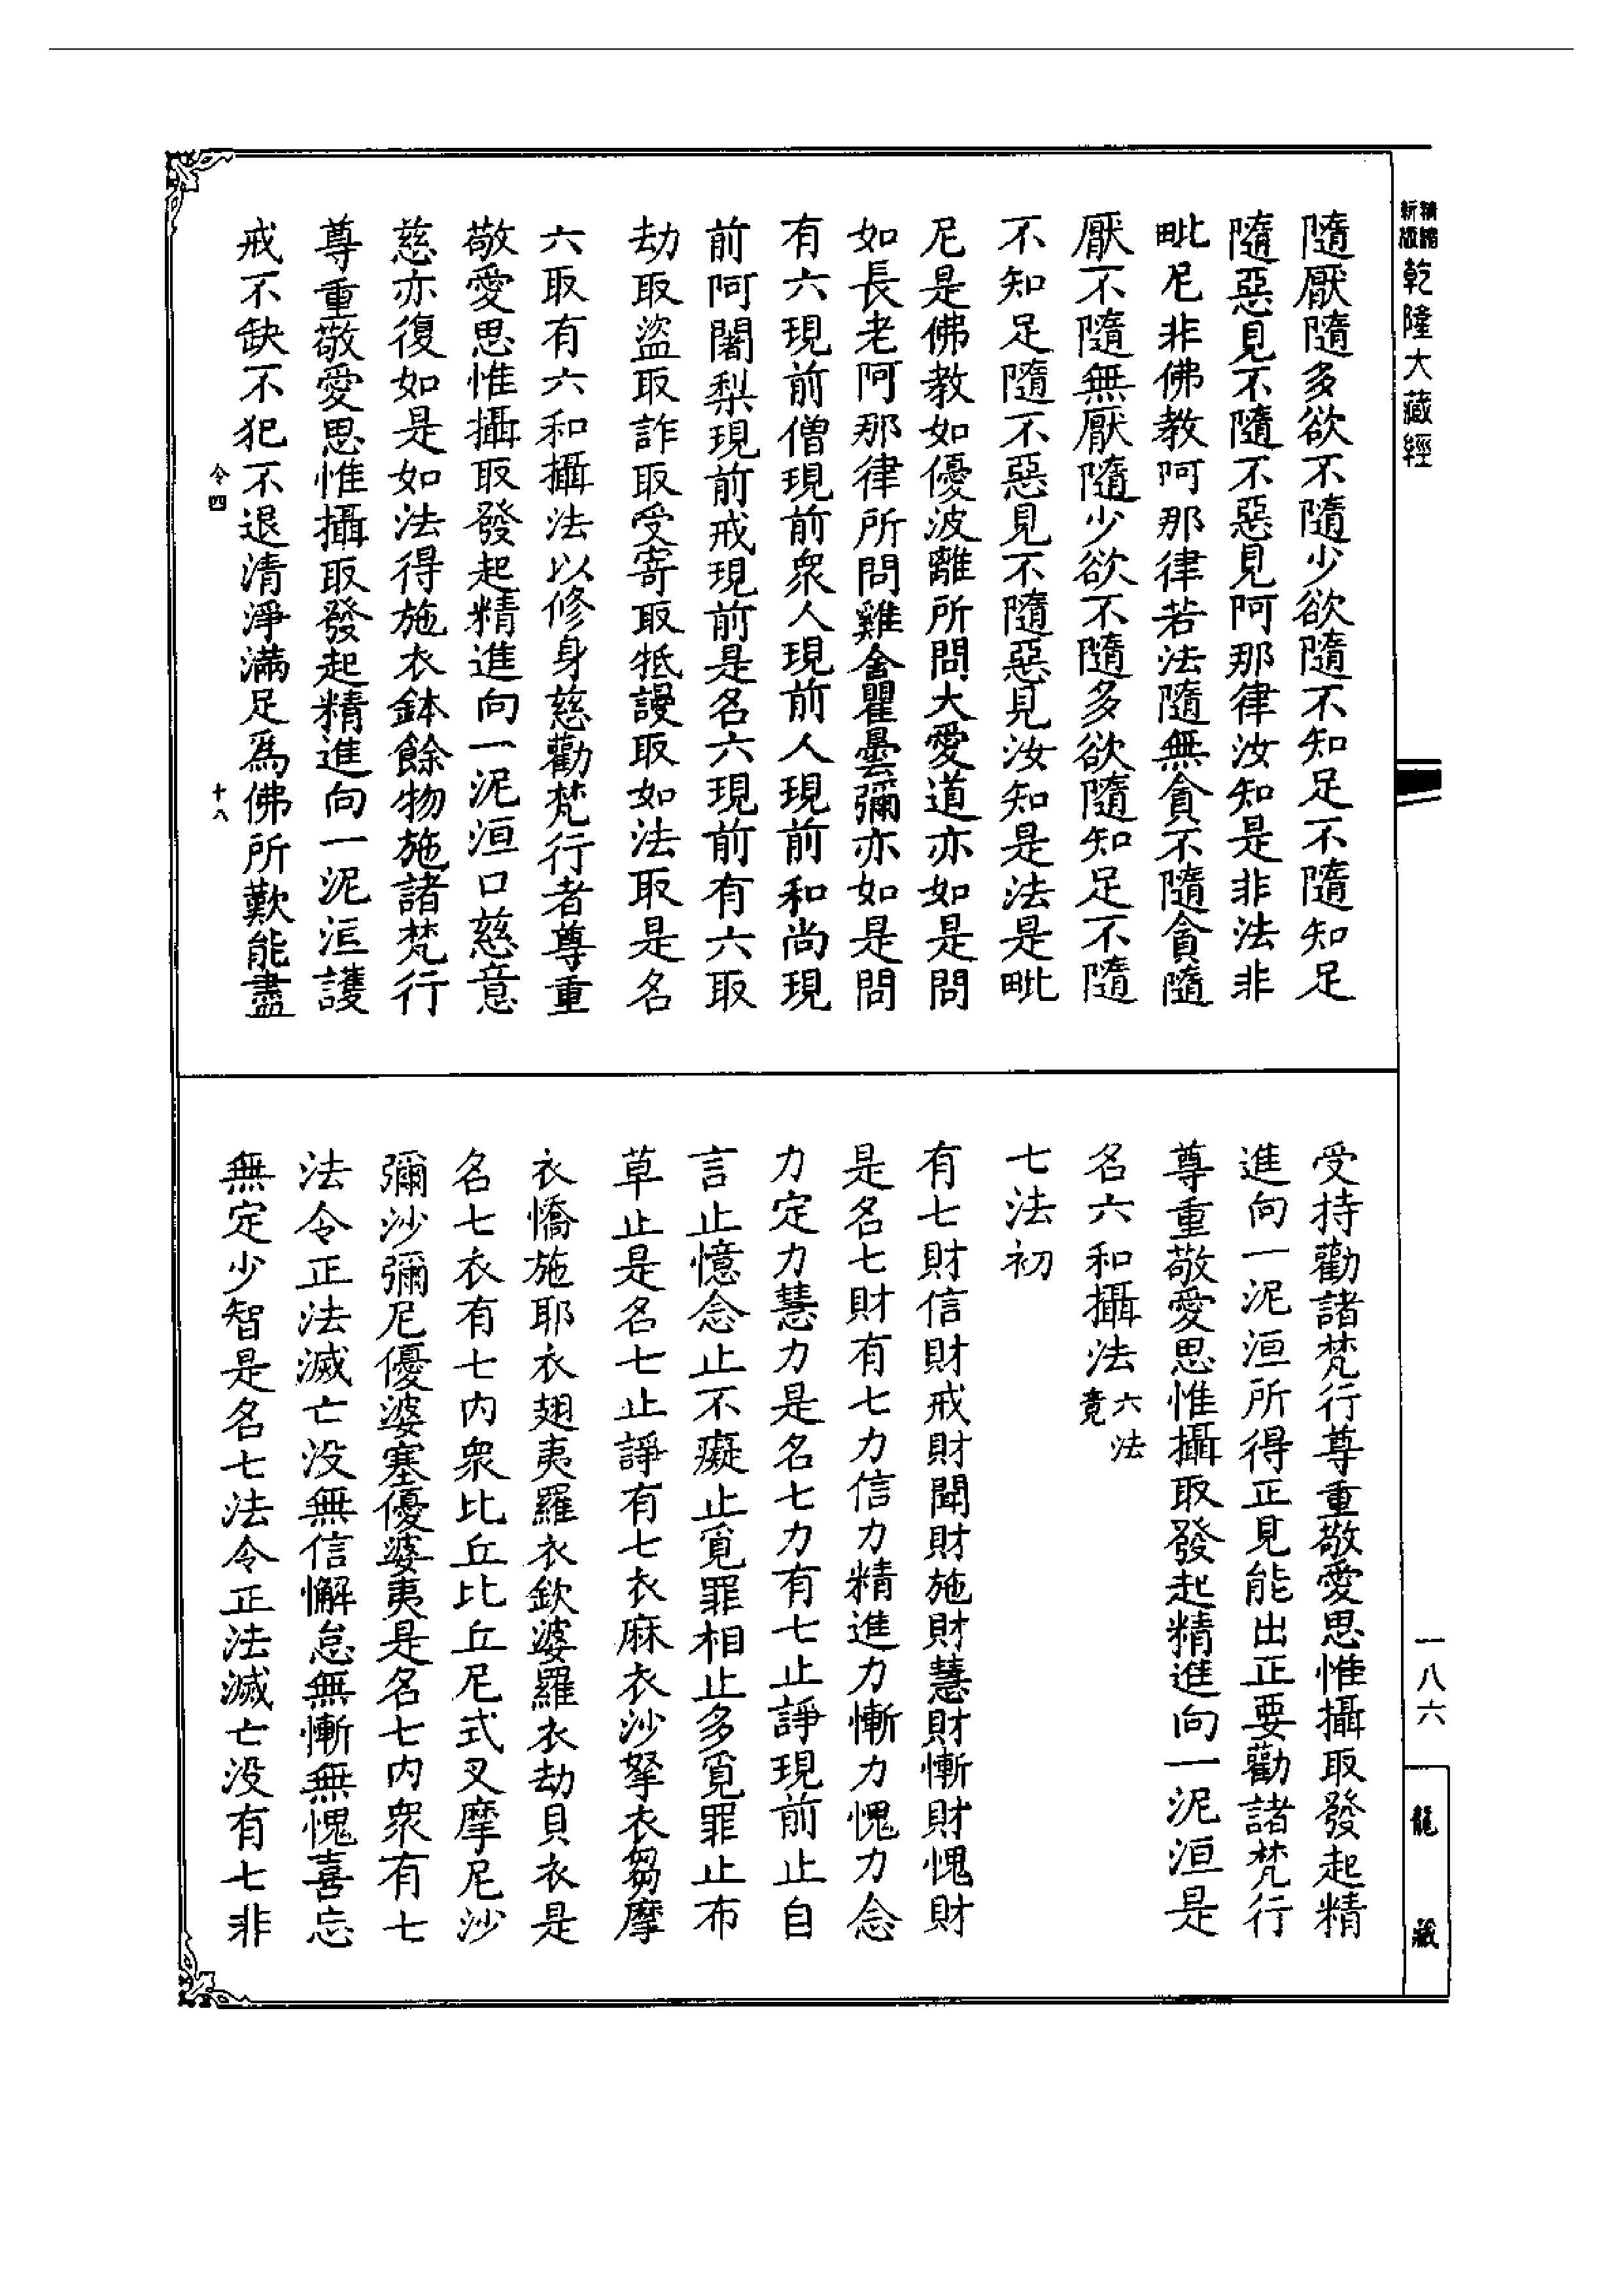 精縮新版乾隆大藏經
隨厭隨多欲不隨少欲隨不知足不隨知足
隨惡見不隨不惡見阿那律汝知是非法非
毗尼非佛教阿那律若法隨無貪不隨貪隨
厭不隨無厭隨少欲不隨多欲隨知足不隨
不知足隨不惡見不隨惡見汝知是法是毗
尼是佛教如優波離所問大愛道亦如是問
如長老阿那律所問雞舍瞿曇彌亦如是問
有六現前僧現前衆人現前人現前和尚現
前阿闍梨現前戒現前是名六現前有六取
劫取盜取詐取受寄取牴謾取如法取是名
六取有六和攝法以修身慈勸梵行者尊重
敬愛思惟攝取發起精進向一泥洹口慈意
慈亦復如是如法得施衣鉢餘物施諸梵行
尊重敬愛思惟攝取發起精進向一泥洹護
戒不缺不犯不退清淨滿足爲佛所歎能盡
令四 十八
受持勸諸梵行尊重敬愛思惟攝取發起精
進向一泥洹所得正見能出正要勸諸梵行
尊重敬愛思惟攝取發起精進向一泥洹是
名六和攝法六法竟
七法初
有七財信財戒財聞財施財慧財慚財愧財
是名七財有七力信力精進力慚力愧力念
力定力慧力是名七力有七止諍現前止自
言止憶念止不癡止覓罪相止多覓罪止布
草止是名七止諍有七衣麻衣沙拏衣芻摩
衣憍施耶衣翅夷羅衣欽婆羅衣劫貝衣是
名七衣有七内衆比丘比丘尼式叉摩尼沙
彌沙彌尼優婆塞優婆夷是名七内衆有七
法令正法滅亡没無信懈怠無慚無愧喜忘
無定少智是名七法令正法滅亡没有七非
一八六
龍藏